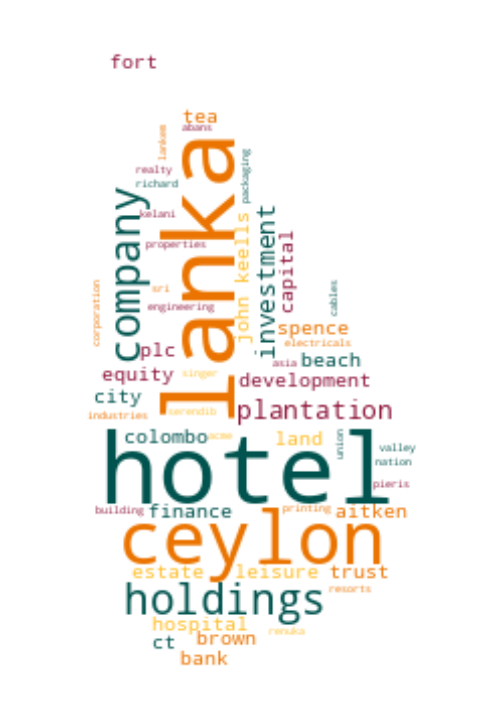 fort
tea
abans
lankem
packaging
realty
richard
lanka
company
kelani
john keells
investment
capital
properties
sri
corporation
engineering
cables
spence
electricals
plc
asia
beach
equity
singer
development
city
industries
serendib
plantation
colombo
acme
land
union
valley
hotel
nation
pieris
building
finance
printing
aitken
ceylon
estate
leisure
trust
holdings
resorts
hospital
renuka
ct
brown
bank